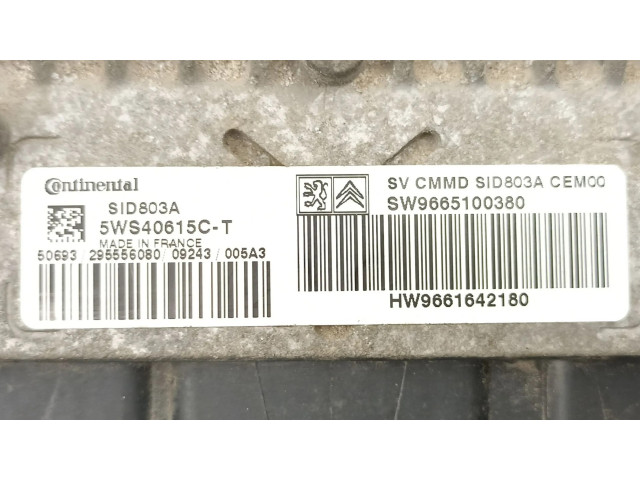 Continental
SID803A
5WS40615C-T
MADE IN FRANCE
50693 / 295556080 / 09243 / 005A3
SV CMMD SID803A CEM00
SW9665100380
HW9661642180